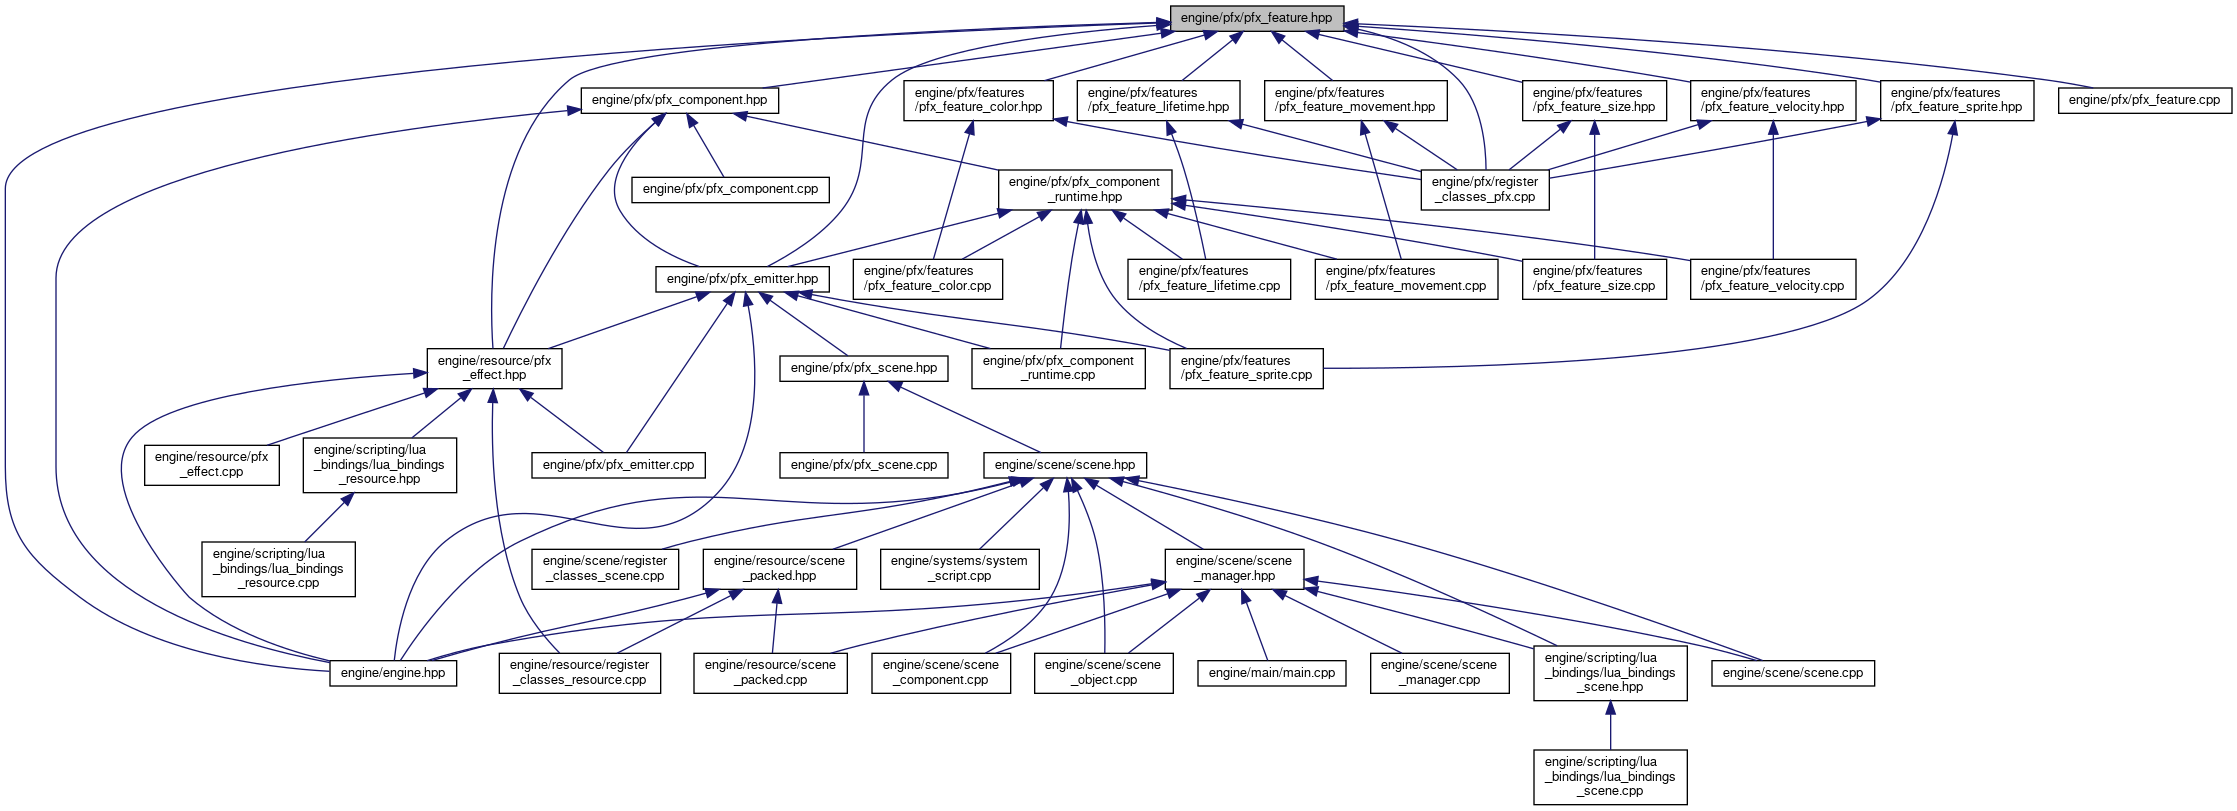 engine/pfx/pfx_feature.hpp
engine/pfx/pfx_component.hpp
engine/pfx/features
/pfx_feature_color.hpp
engine/pfx/features
/pfx_feature_lifetime.hpp
engine/pfx/features
/pfx_feature_movement.hpp
engine/pfx/features
/pfx_feature_size.hpp
engine/pfx/features
/pfx_feature_velocity.hpp
engine/pfx/features
/pfx_feature_sprite.hpp
engine/pfx/pfx_feature.cpp
engine/pfx/pfx_component.cpp
engine/pfx/pfx_component
_runtime.hpp
engine/pfx/register
_classes_pfx.cpp
engine/pfx/pfx_emitter.hpp
engine/pfx/features
/pfx_feature_color.cpp
engine/pfx/features
/pfx_feature_lifetime.cpp
engine/pfx/features
/pfx_feature_movement.cpp
engine/pfx/features
/pfx_feature_size.cpp
engine/pfx/features
/pfx_feature_velocity.cpp
engine/resource/pfx
_effect.hpp
engine/pfx/pfx_scene.hpp
engine/pfx/pfx_component
_runtime.cpp
engine/pfx/features
/pfx_feature_sprite.cpp
engine/resource/pfx
_effect.cpp
engine/scripting/lua
_bindings/lua_bindings
_resource.hpp
engine/pfx/pfx_emitter.cpp
engine/pfx/pfx_scene.cpp
engine/scene/scene.hpp
engine/scripting/lua
_bindings/lua_bindings
_resource.cpp
engine/scene/register
_classes_scene.cpp
engine/resource/scene
_packed.hpp
engine/systems/system
_script.cpp
engine/scene/scene
_manager.hpp
engine/engine.hpp
engine/resource/register
_classes_resource.cpp
engine/resource/scene
_packed.cpp
engine/scene/scene
_component.cpp
engine/scene/scene
_object.cpp
engine/main/main.cpp
engine/scene/scene
_manager.cpp
engine/scripting/lua
_bindings/lua_bindings
_scene.hpp
engine/scene/scene.cpp
engine/scripting/lua
_bindings/lua_bindings
_scene.cpp